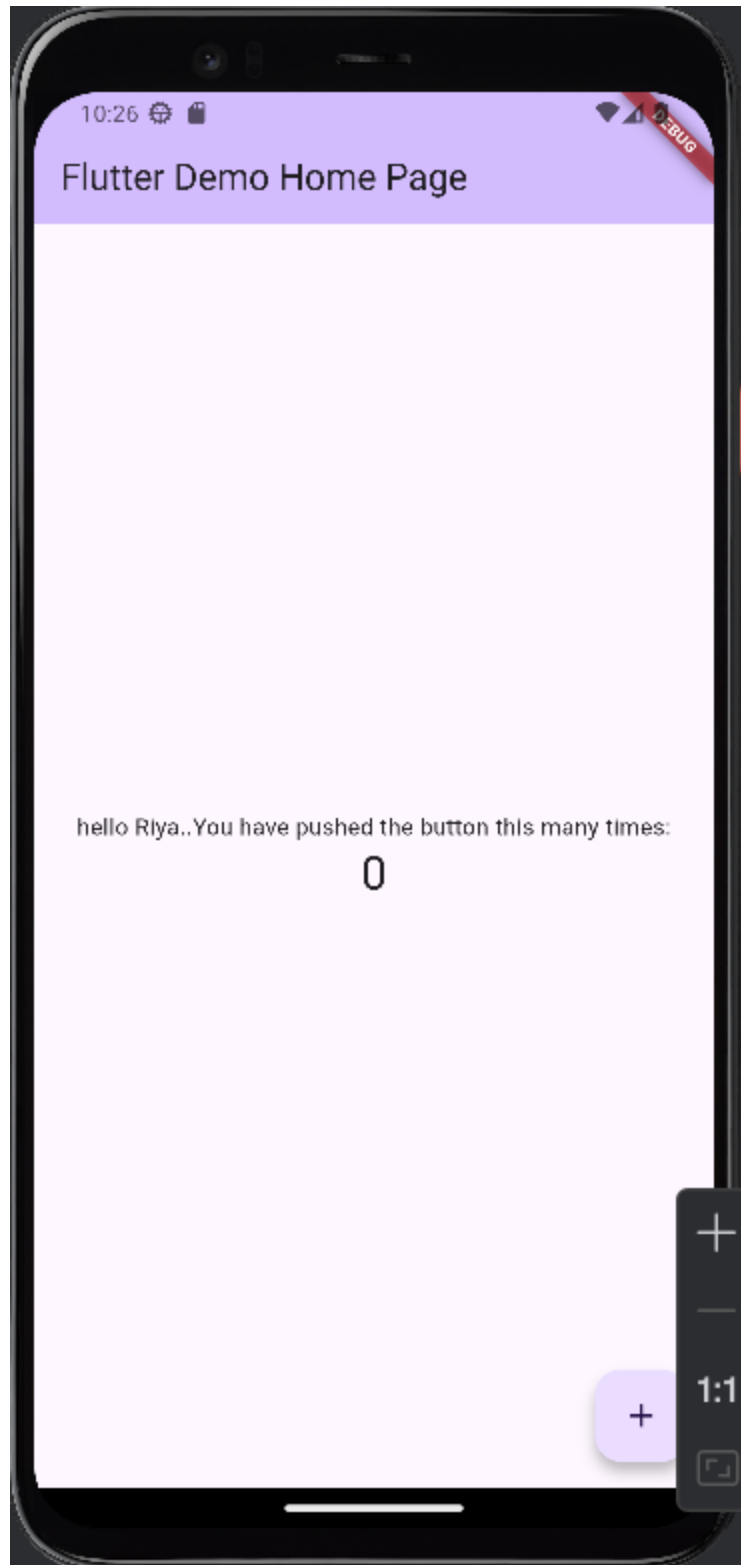 10:26
DEBUG
Flutter Demo Home Page
hello Riya..You have pushed the button this many times:
0
+
1:1